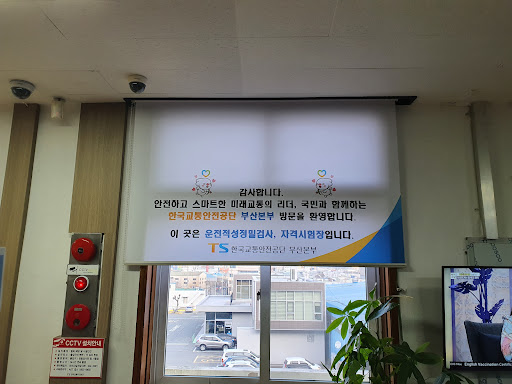 감사합니다.
안전하고 스마트한 미래교통의 리더, 국민과 함께하는
한국교통안전공단 부산본부 방문을 환영합니다.
이 곳은 운전적성정밀검사, 자격시험장입니다.
TS 한국교통안전공단 부산본부
CCTV 설치안내
English Vaccination Certific